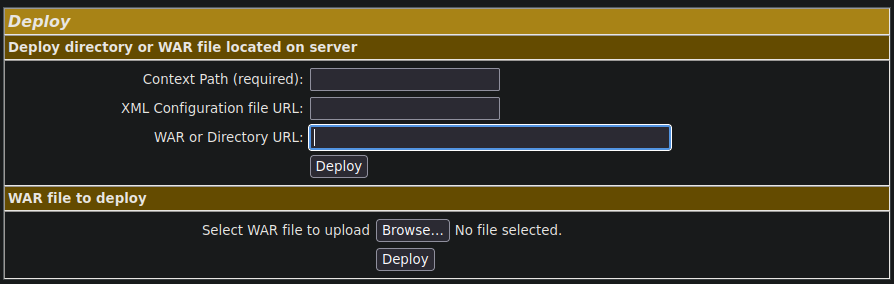 Deploy
Deploy directory or WAR file located on server
Context Path (required):
XML Configuration file URL:
WAR or Directory URL:
Deploy
WAR file to deploy
Select WAR file to upload Browse... No file selected.
Deploy